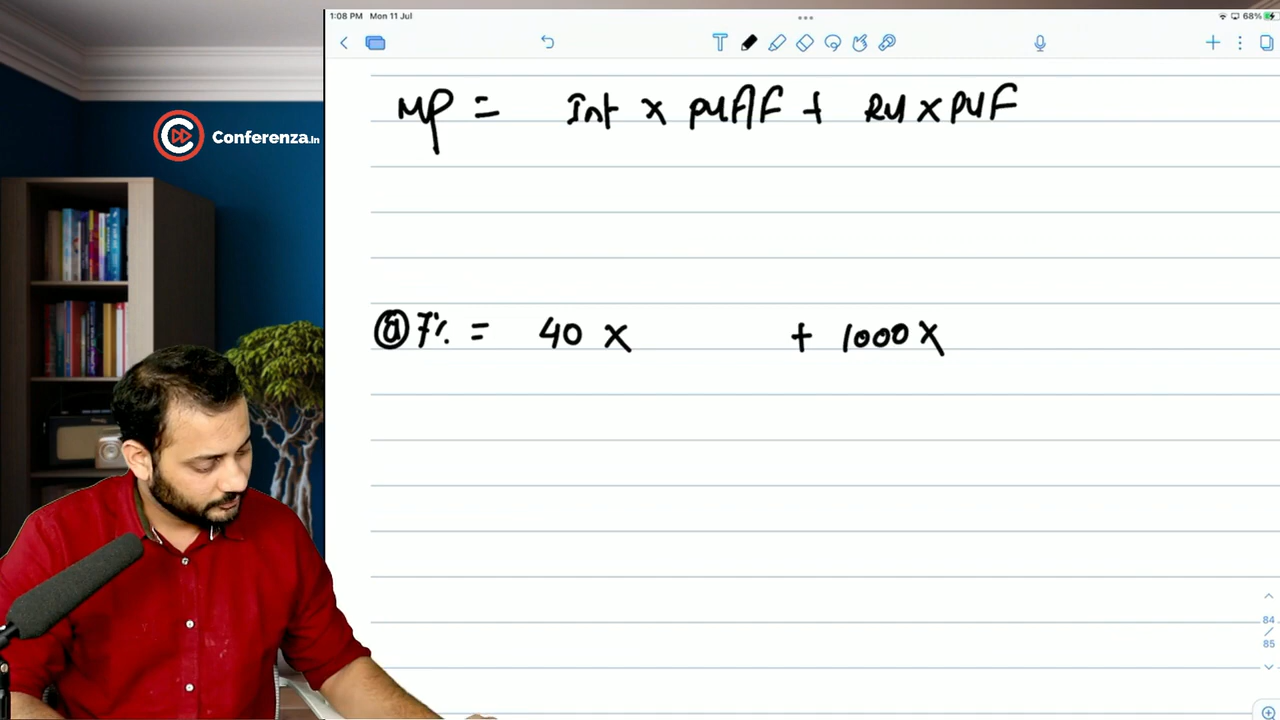 1:08 PM Mon 11 Jul
68%
Conferenza.in
MP = Int x PVAF + RV x PVF
@ 7% = 40 x + 1000 x
84
/
85